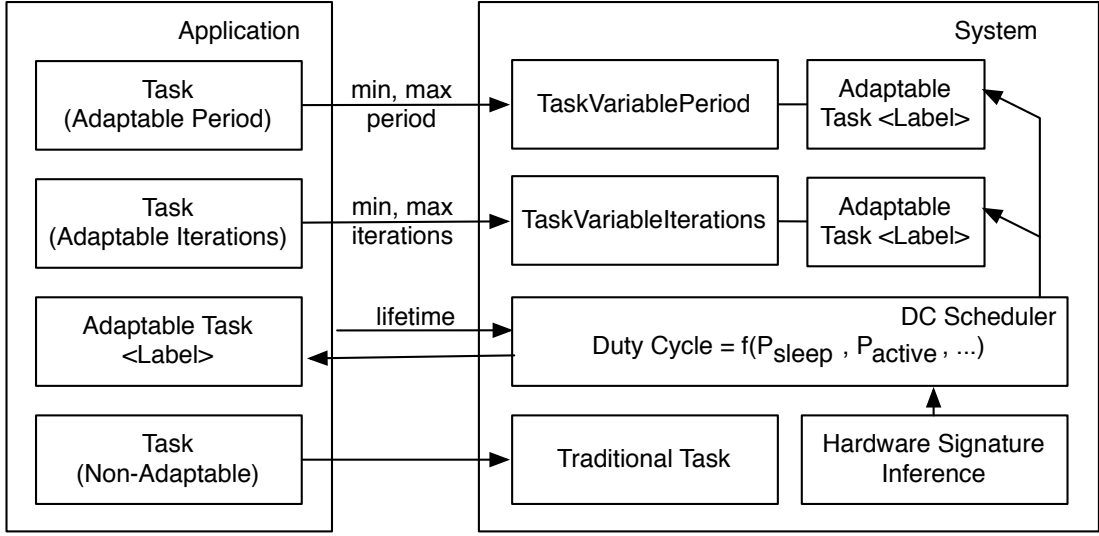 Application
System
Task
(Adaptable Period)
min, max
period
TaskVariablePeriod
Adaptable
Task <Label>
Task
(Adaptable Iterations)
min, max
iterations
TaskVariableIterations
Adaptable
Task <Label>
Adaptable Task
<Label>
lifetime
DC Scheduler
Duty Cycle = f(Psleep , Pactive , ...)
Task
(Non-Adaptable)
Traditional Task
Hardware Signature
Inference